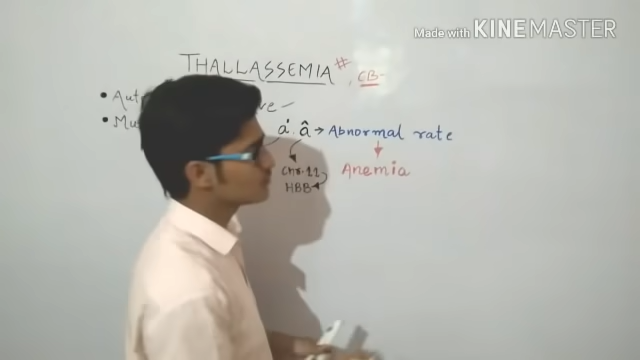 Made with KINEMASTER
THALLASSEMIA #
CB-
• Aut ve -
• Mu a' â → Abnormal rate
Chr. 11 Anemia
HBB